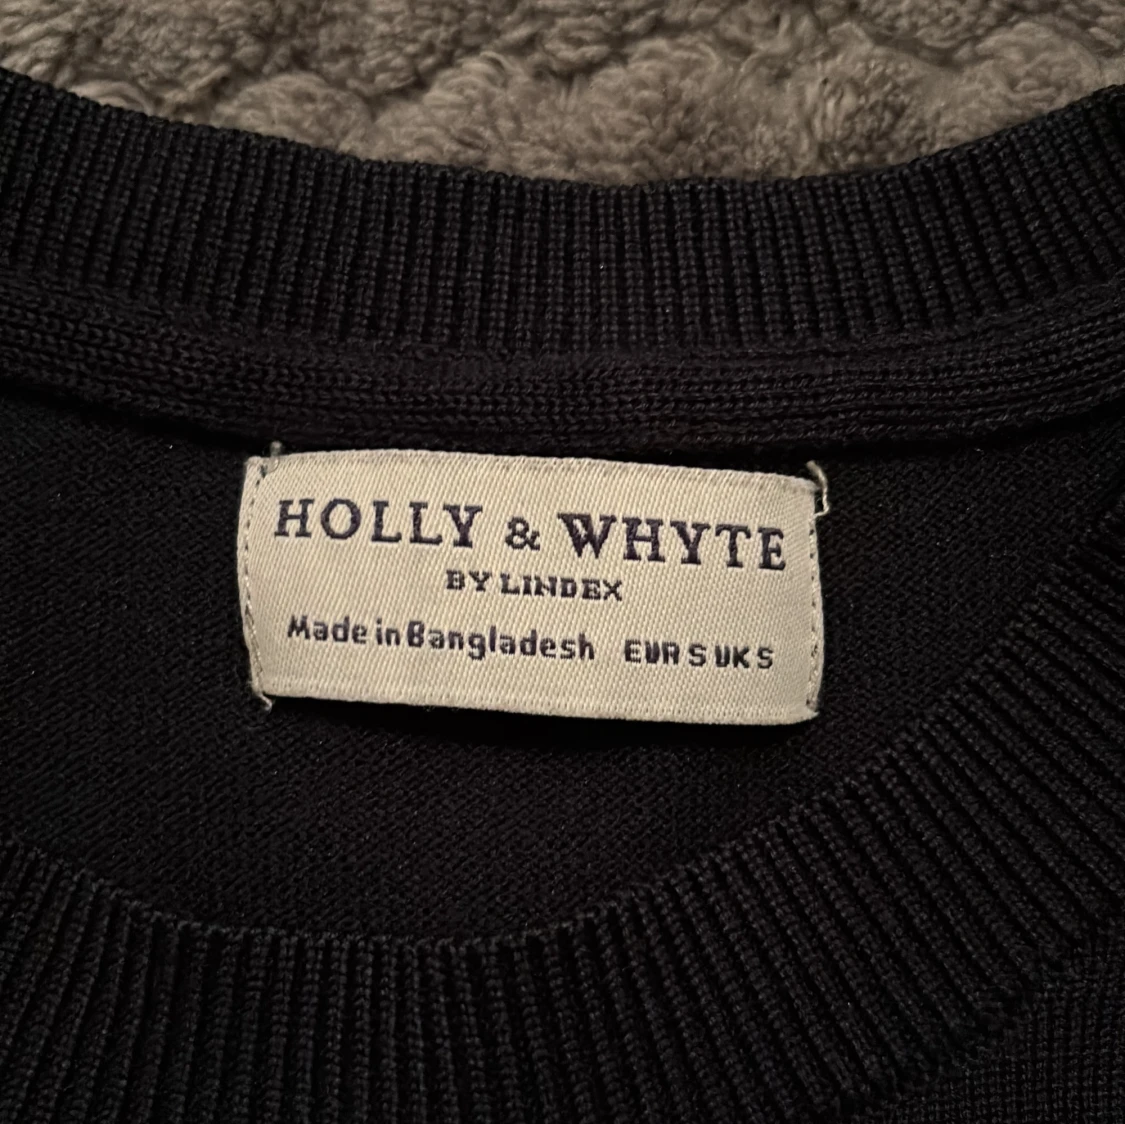 HOLLY & WHYTE
BY LINDEX
Made in Bangladesh EUR S UK S